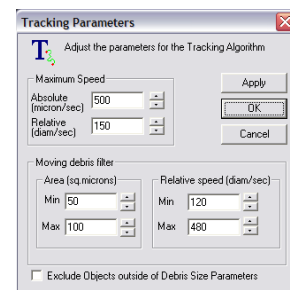 Tracking Parameters
Adjust the parameters for the Tracking Algorithm
Maximum Speed
Absolute (micron/sec) 500
Relative (diam/sec) 150
Apply
OK
Cancel
Moving debris filter
Area (sq.microns)
Min 50
Max 100
Relative speed (diam/sec)
Min 120
Max 480
Exclude Objects outside of Debris Size Parameters